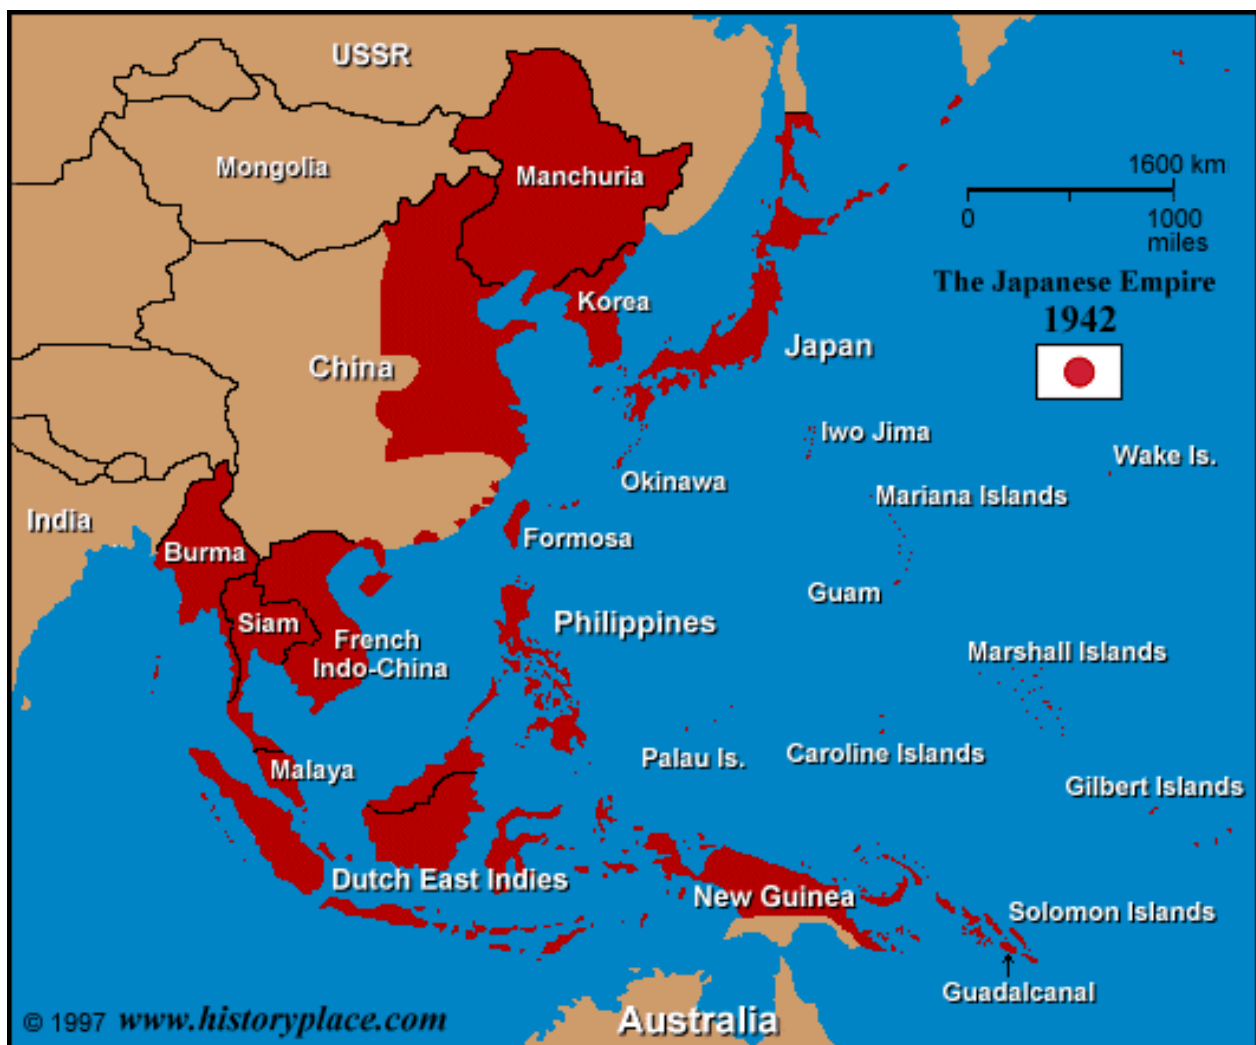 USSR
Mongolia
Manchuria
1600 km
0
1000
miles
The Japanese Empire
1942
Korea
Japan
China
Iwo Jima
Wake Is.
Okinawa
Mariana Islands
India
Formosa
Burma
Guam
Siam
Philippines
French
Indo-China
Marshall Islands
Palau Is.
Caroline Islands
Malaya
Gilbert Islands
Dutch East Indies
New Guinea
Solomon Islands
Guadalcanal
© 1997 www.historyplace.com
Australia